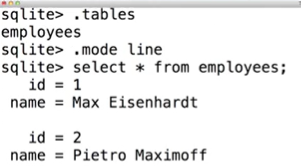 sqlite> .tables
employees
sqlite> .mode line
sqlite> select * from employees;
id = 1
name = Max Eisenhardt
id = 2
name = Pietro Maximoff